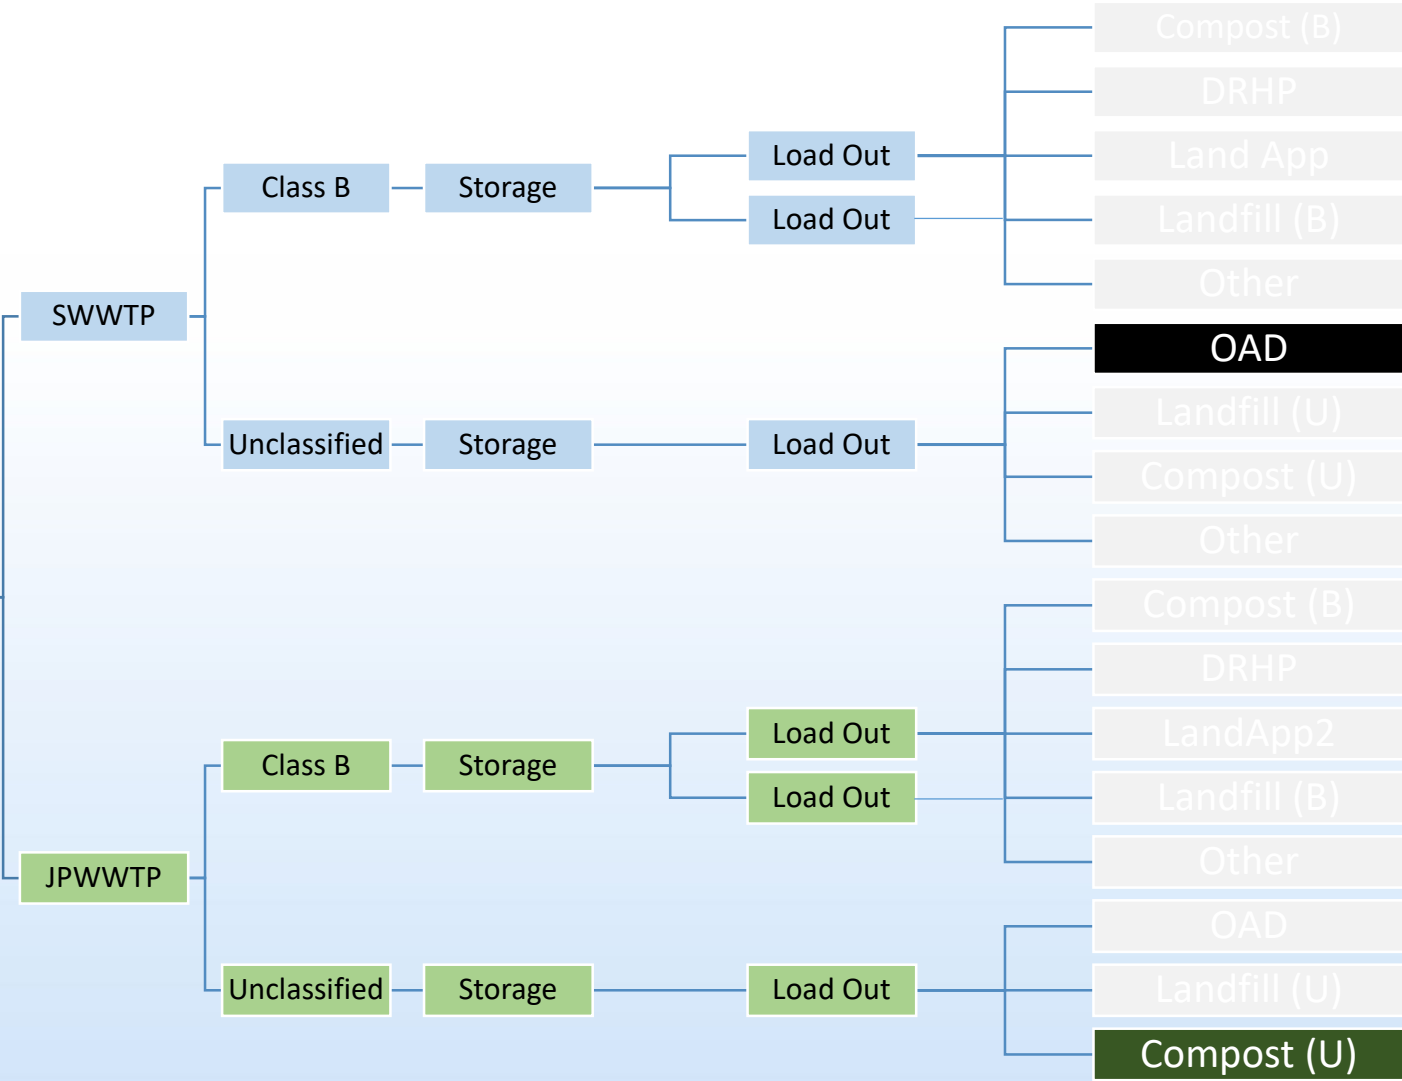 Compost (B)
DRHP
Load Out
Land App
Class B
Storage
Load Out
Landfill (B)
Other
SWWTP
OAD
Landfill (U)
Unclassified
Storage
Load Out
Compost (U)
Other
Compost (B)
DRHP
Load Out
LandApp2
Class B
Storage
Load Out
Landfill (B)
Other
JPWWTP
OAD
Unclassified
Storage
Load Out
Landfill (U)
Compost (U)